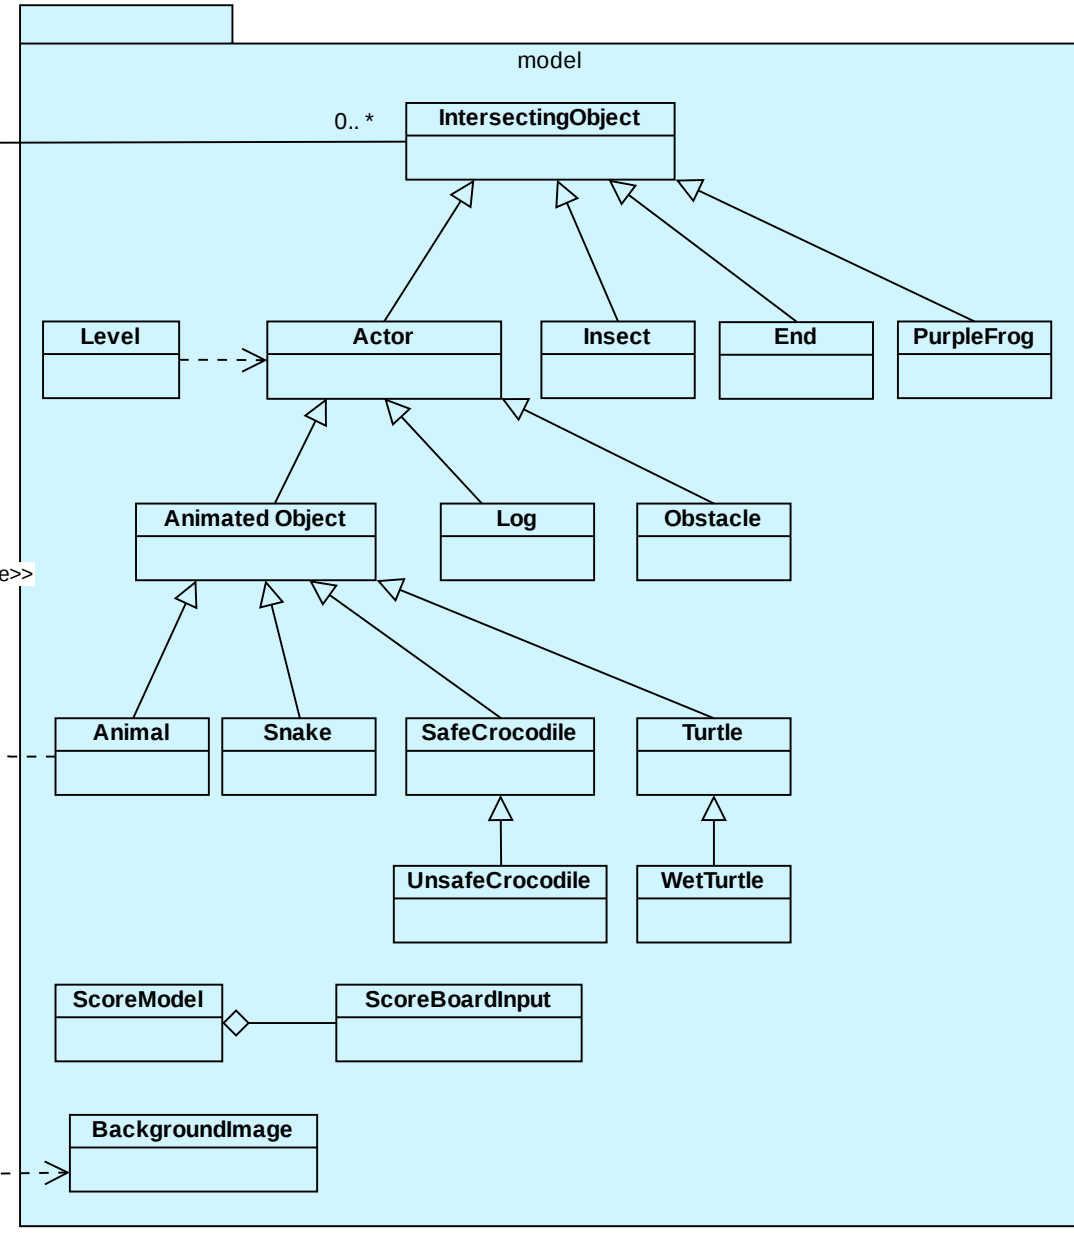 model
0.. *
IntersectingObject
Level
Actor
Insect
End
PurpleFrog
Animated Object
Log
Obstacle
e>>
Animal
Snake
SafeCrocodile
Turtle
UnsafeCrocodile
WetTurtle
ScoreModel
ScoreBoardInput
BackgroundImage